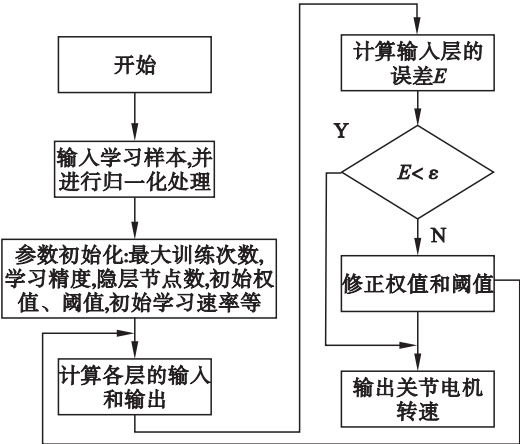 开始
输入学习样本,并
进行归一化处理
参数初始化:最大训练次数,
学习精度,隐层节点数,初始权
值、阈值,初始学习速率等
计算各层的输入
和输出
计算输入层的
误差E
Y
E< ε
N
修正权值和阈值
输出关节电机
转速